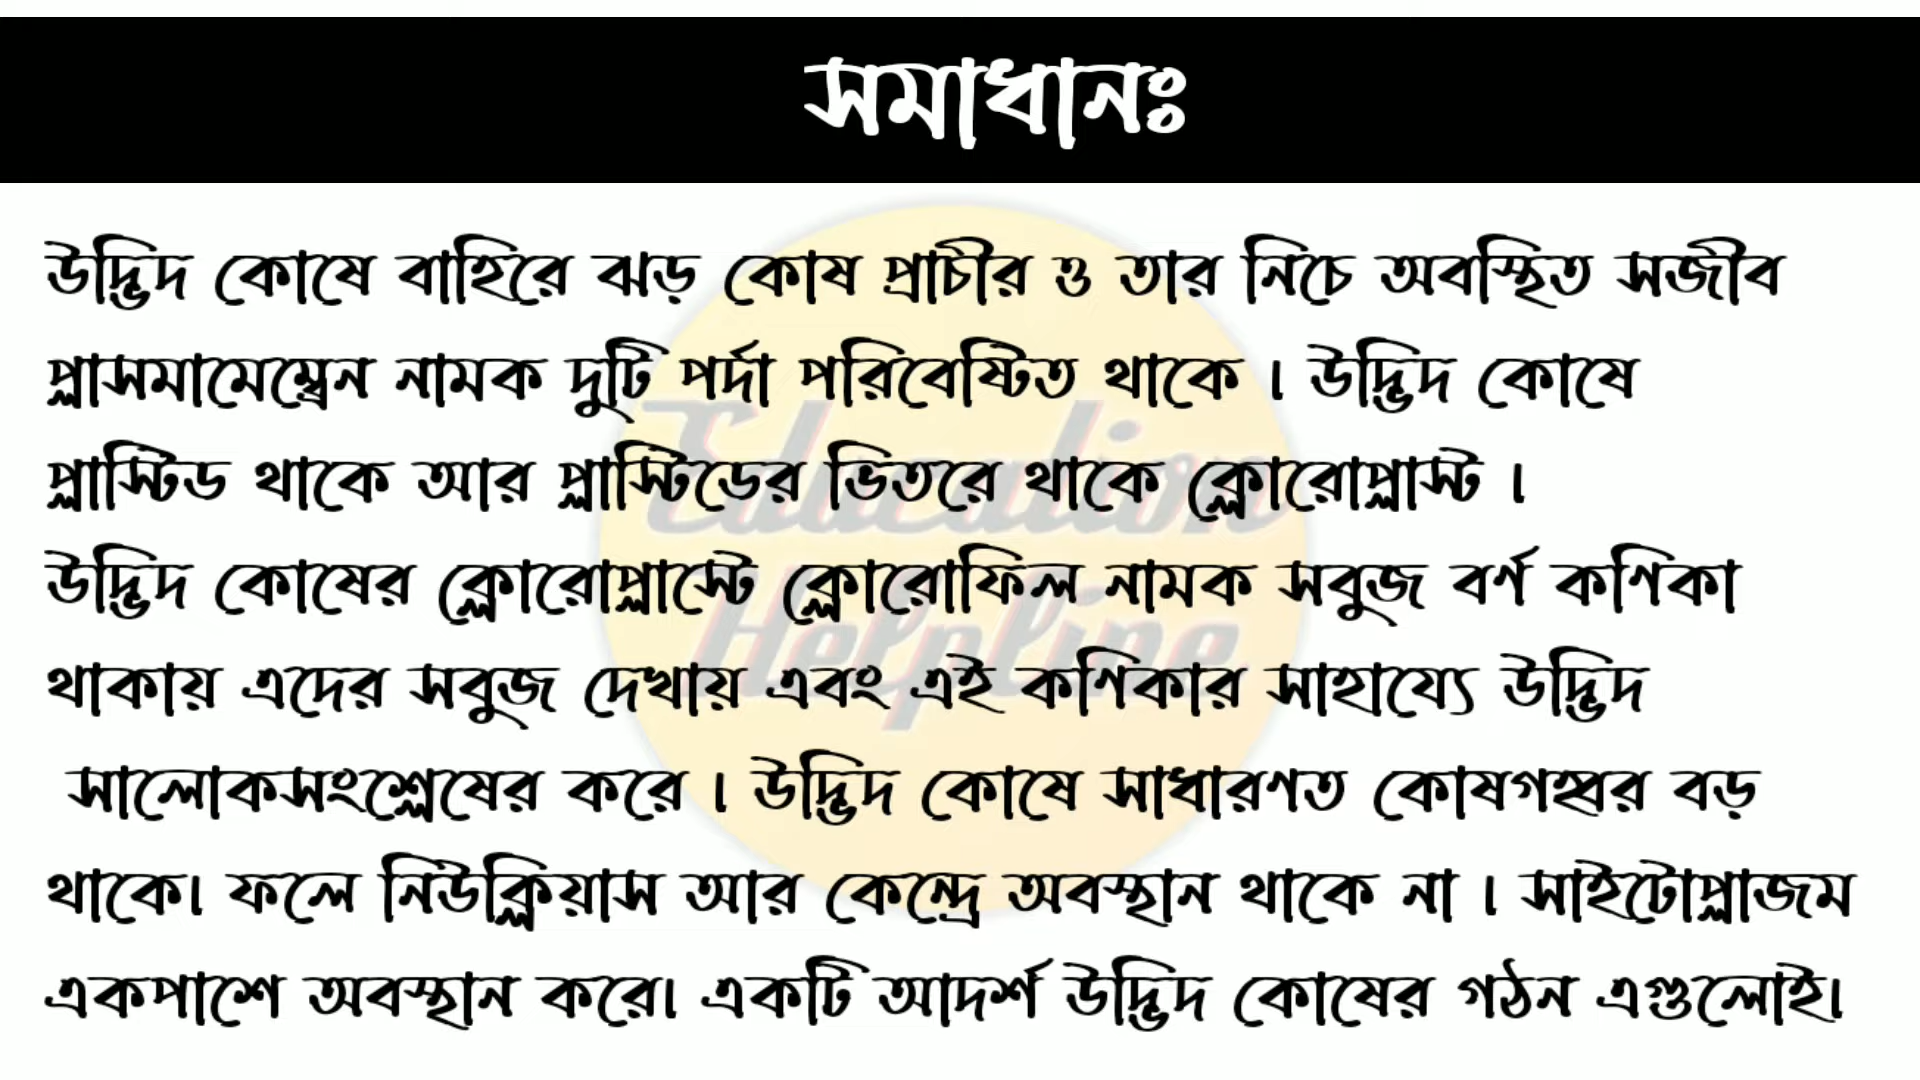 সমাধানঃ
উদ্ভিদ কোষে বাহিরে ঝড় কোষ প্রাচীর ও তার নিচে অবস্থিত সজীব
প্লাসমামেম্ব্রেন নামক দুটি পর্দা পরিবেষ্টিত থাকে । উদ্ভিদ কোষে
প্লাস্টিড থাকে আর প্লাস্টিডের ভিতরে থাকে ক্লোরোপ্লাস্ট ।
উদ্ভিদ কোষের ক্লোরোপ্লাস্টে ক্লোরোফিল নামক সবুজ বর্ণ কণিকা
থাকায় এদের সবুজ দেখায় এবং এই কণিকার সাহায্যে উদ্ভিদ
সালোকসংশ্লেষের করে । উদ্ভিদ কোষে সাধারণত কোষগহ্বর বড়
থাকে। ফলে নিউক্লিয়াস আর কেন্দ্রে অবস্থান থাকে না । সাইটোপ্লাজম
একপাশে অবস্থান করে। একটি আদর্শ উদ্ভিদ কোষের গঠন এগুলোই।
Education
Helpline